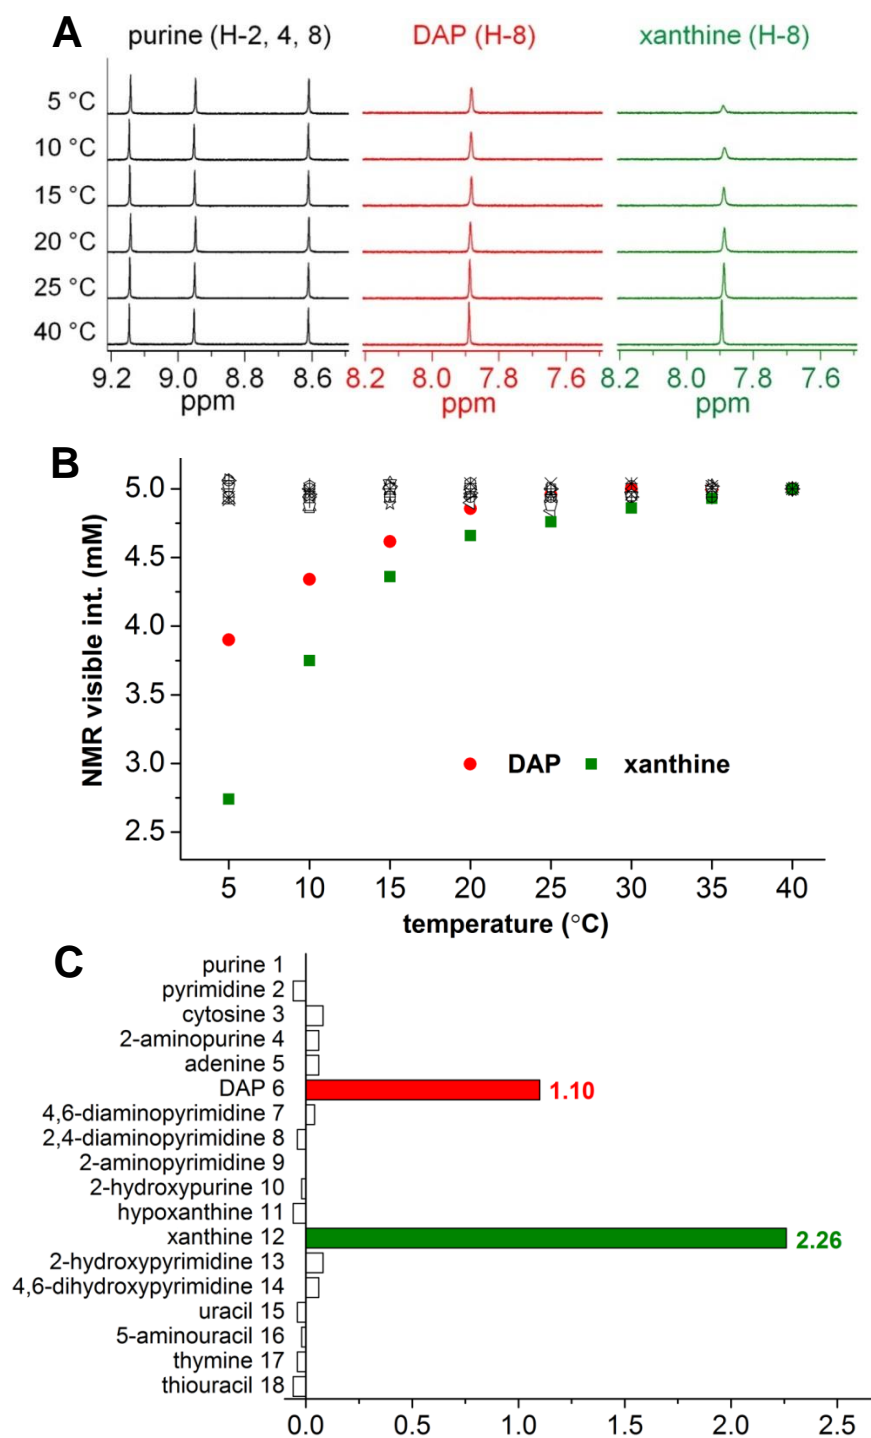 A
purine (H-2, 4, 8) DAP (H-8) xanthine (H-8)
5 °C
10 °C
15 °C
20 °C
25 °C
40 °C
9.2 9.0 8.8 8.6 8.2 8.0 7.8 7.6 8.2 8.0 7.8 7.6
ppm ppm ppm
B
NMR visible int. (mM)
5.0
4.5
4.0
3.5
3.0
2.5
DAP xanthine
5 10 15 20 25 30 35 40
temperature (°C)
C
purine 1
pyrimidine 2
cytosine 3
2-aminopurine 4
adenine 5
DAP 6 1.10
4,6-diaminopyrimidine 7
2,4-diaminopyrimidine 8
2-aminopyrimidine 9
2-hydroxypurine 10
hypoxanthine 11
xanthine 12 2.26
2-hydroxypyrimidine 13
4,6-dihydroxypyrimidine 14
uracil 15
5-aminouracil 16
thymine 17
thiouracil 18
0.0 0.5 1.0 1.5 2.0 2.5